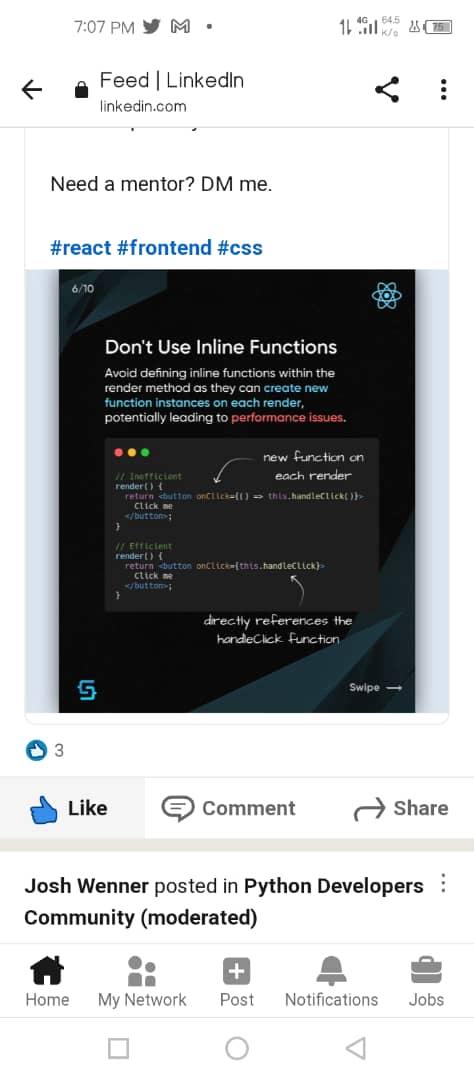 7:07 PM
4G 64.5 K/s 75
Feed | LinkedIn
linkedin.com
Need a mentor? DM me.
#react #frontend #css
6/10
Don't Use Inline Functions
Avoid defining inline functions within the
render method as they can create new
function instances on each render,
potentially leading to performance issues.
new function on
each render
// Inefficient
render() {
return <button onClick={() => this.handleClick()}>
Click me
</button>;
}
// Efficient
render() {
return <button onClick={this.handleClick}>
Click me
</button>;
}
directly references the
handleClick function
Swipe
3
Like
Comment
Share
Josh Wenner posted in Python Developers
Community (moderated)
Home
My Network
Post
Notifications
Jobs